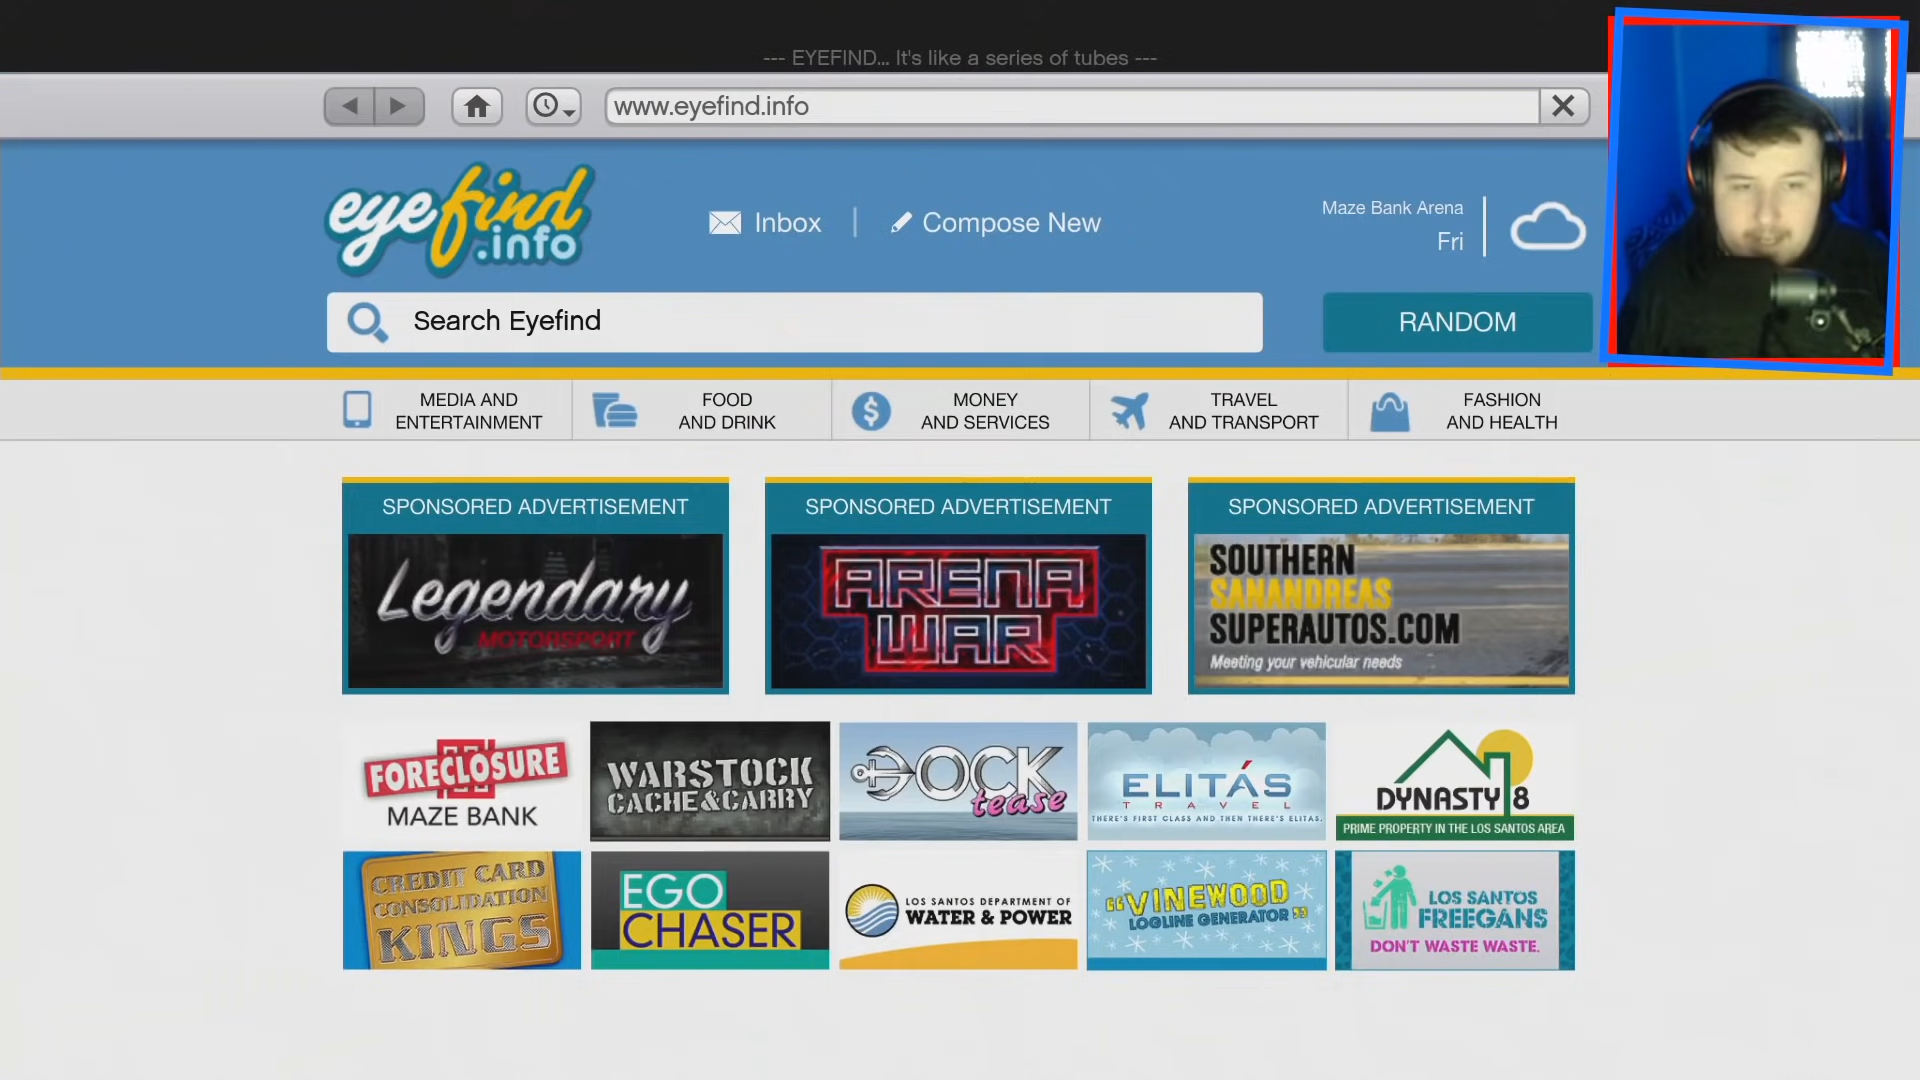 --- EYEFIND... It's like a series of tubes ---
www.eyefind.info
eyefind
.info
Inbox
Compose New
Maze Bank Arena
Fri
Search Eyefind
RANDOM
MEDIA AND
ENTERTAINMENT
FOOD
AND DRINK
MONEY
AND SERVICES
TRAVEL
AND TRANSPORT
FASHION
AND HEALTH
SPONSORED ADVERTISEMENT
Legendary
MOTORSPORT
SPONSORED ADVERTISEMENT
ARENA
WAR
SPONSORED ADVERTISEMENT
SOUTHERN
SANANDREAS
SUPERAUTOS.COM
Meeting your vehicular needs
FORECLOSURE
MAZE BANK
WARSTOCK
CACHE&CARRY
DOCK
tease
ELITÁS
TRAVEL
THERE'S FIRST CLASS AND THEN THERE'S ELITAS.
DYNASTY 8
PRIME PROPERTY IN THE LOS SANTOS AREA
CREDIT CARD
CONSOLIDATION
KINGS
EGO
CHASER
LOS SANTOS DEPARTMENT OF
WATER & POWER
"VINEWOOD
LOGLINE GENERATOR"
LOS SANTOS
FREEGANS
DON'T WASTE WASTE.